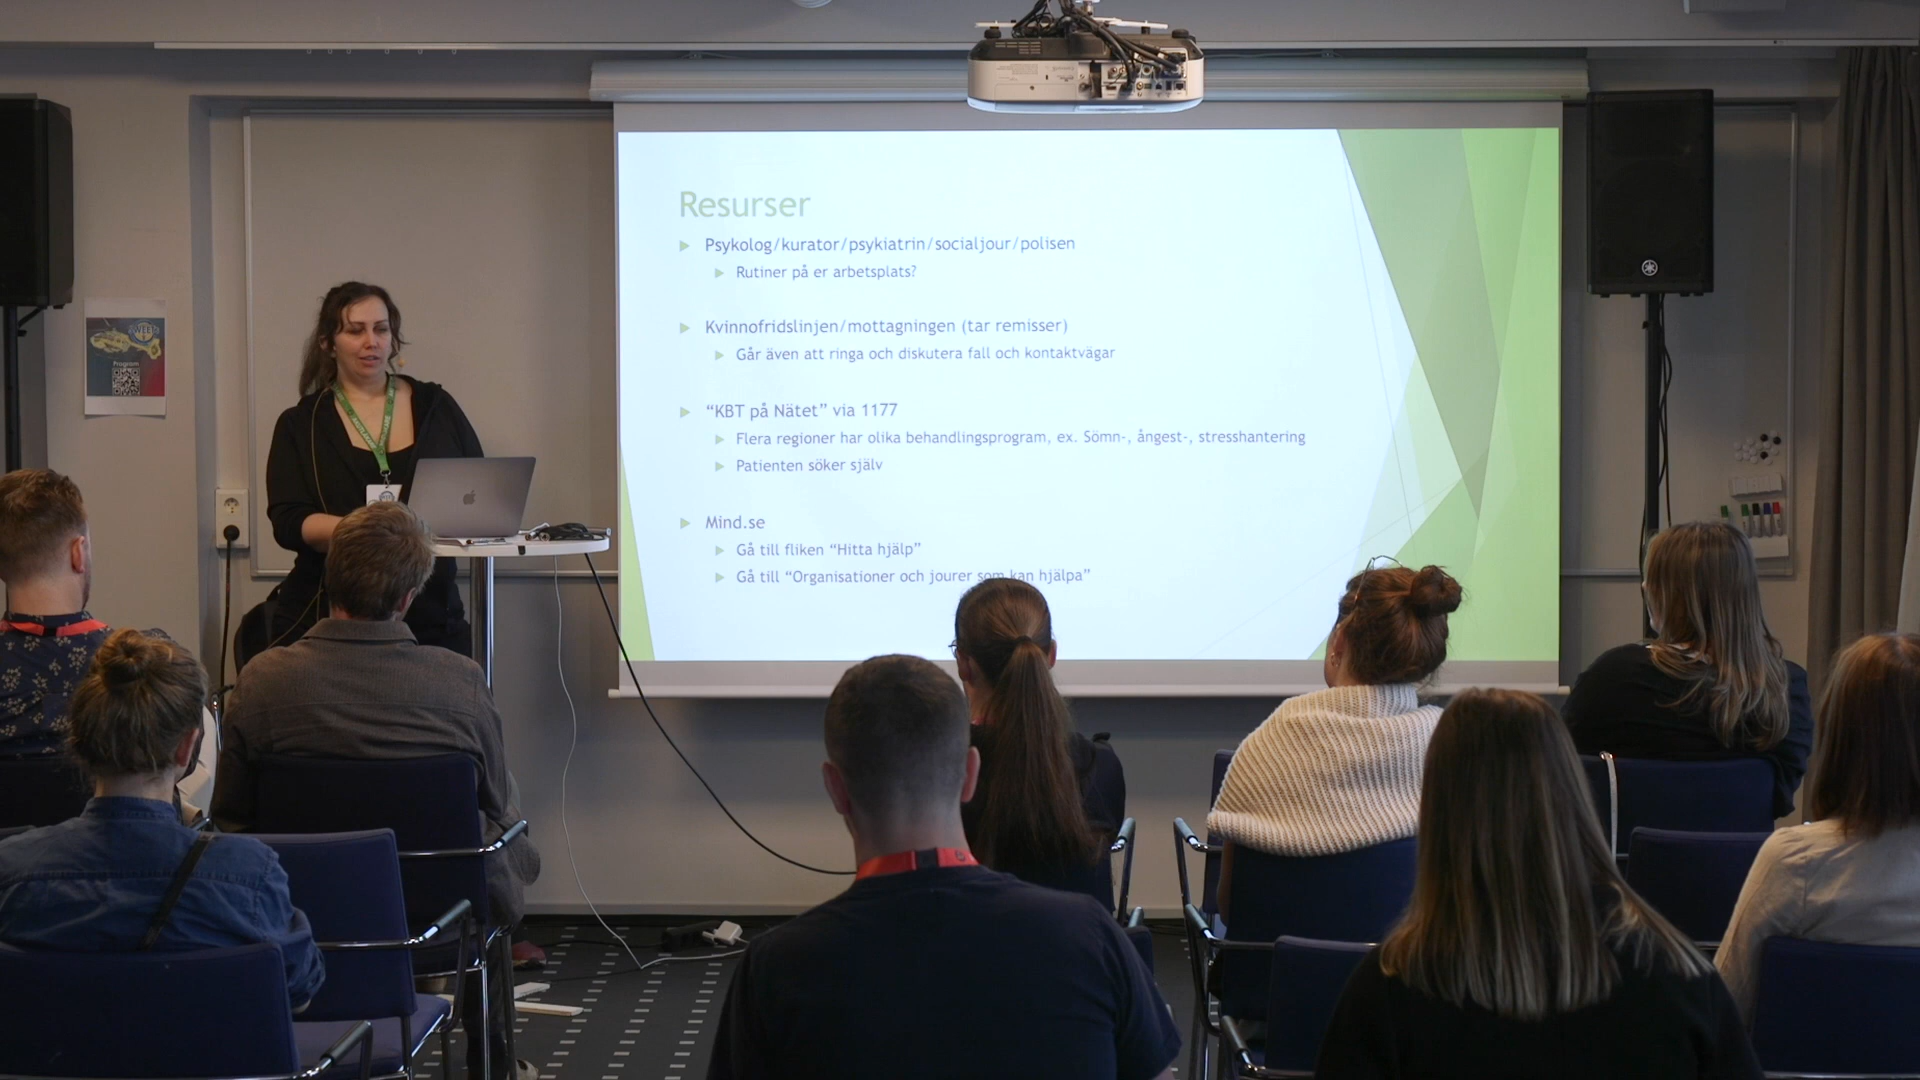 Resurser
Psykolog/kurator/psykiatrin/socialjour/polisen
Rutiner på er arbetsplats?
Kvinnofridslinjen/mottagningen (tar remisser)
Går även att ringa och diskutera fall och kontaktvägar
“KBT på Nätet” via 1177
Flera regioner har olika behandlingsprogram, ex. Sömn-, ångest-, stresshantering
Patienten söker själv
Mind.se
Gå till fliken “Hitta hjälp”
Gå till “Organisationer och jourer som kan hjälpa”
Program